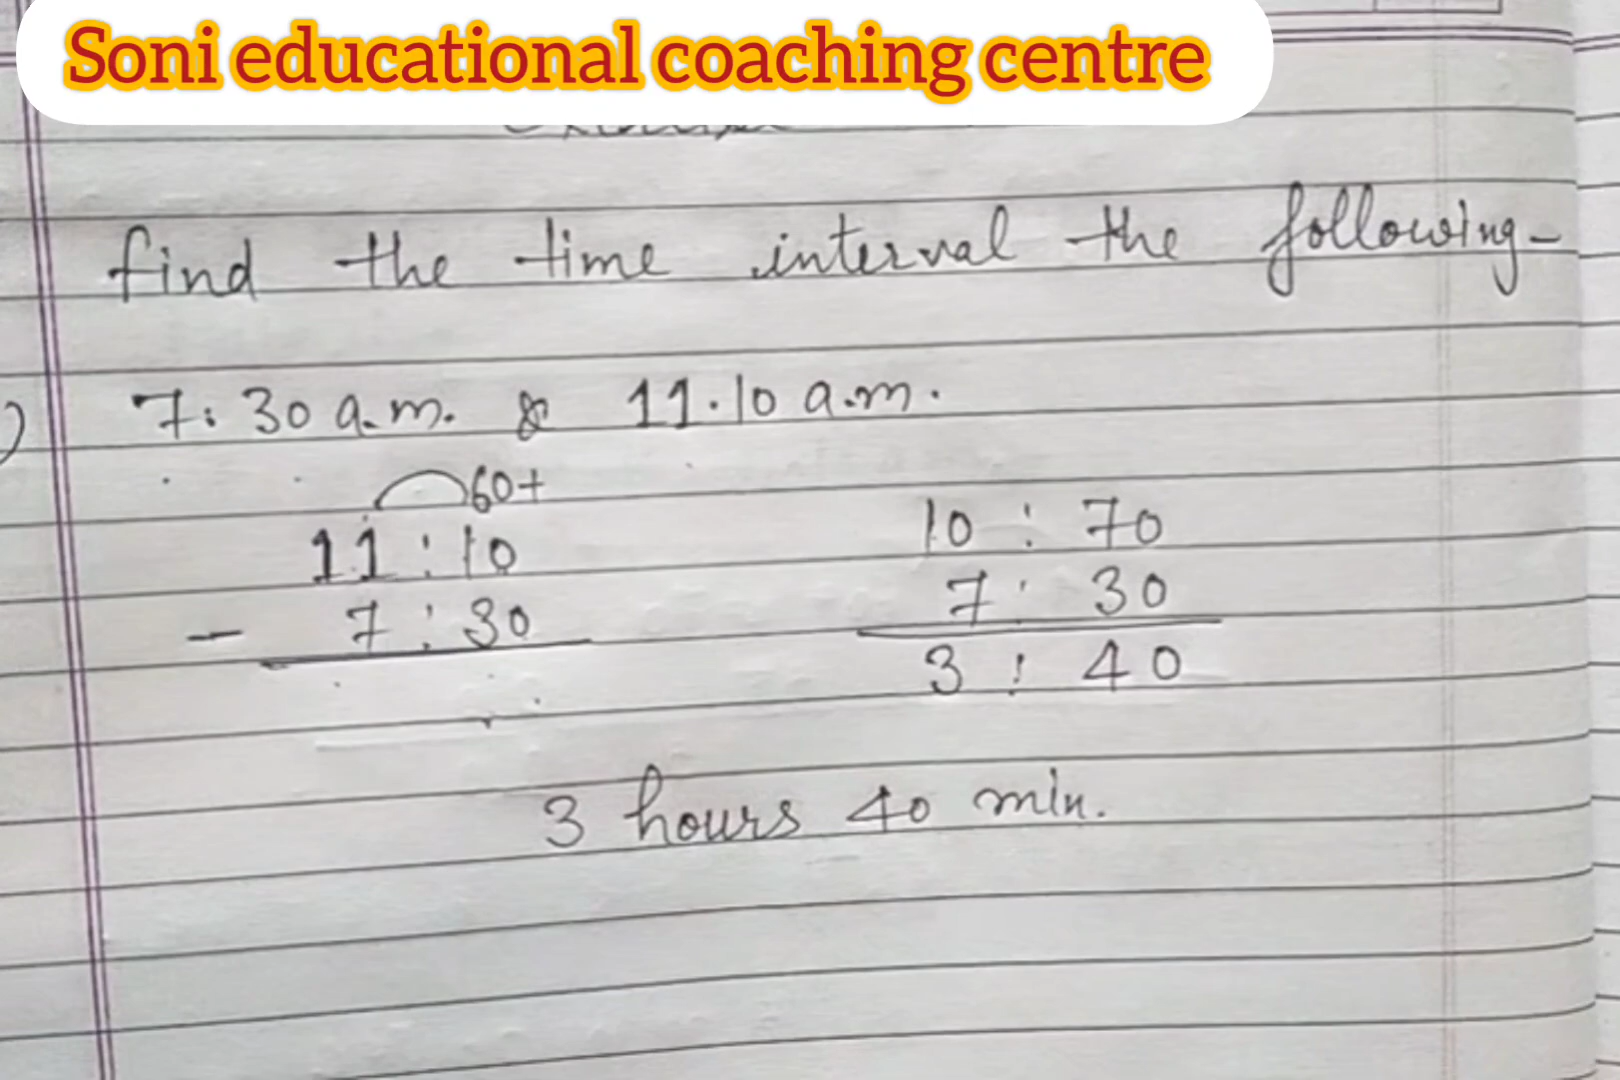 Soni educational coaching centre
find the time interval the following-
) 7:30 a.m. & 11.10 a.m.
60+
11:10
- 7:30
10 : 70
7 : 30
3 : 40
3 hours 40 min.